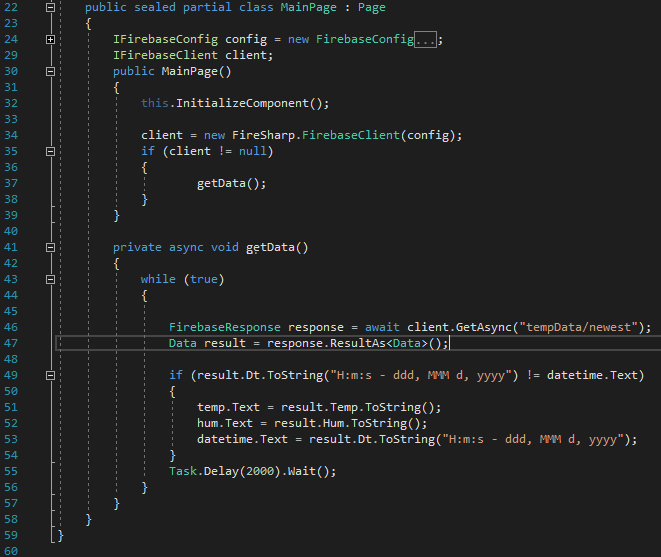 22 public sealed partial class MainPage : Page
23 {
24 IFirebaseConfig config = new FirebaseConfig...;
29 IFirebaseClient client;
30 public MainPage()
31 {
32 this.InitializeComponent();
33
34 client = new FireSharp.FirebaseClient(config);
35 if (client != null)
36 {
37 getData();
38 }
39 }
40
41 private async void getData()
42 {
43 while (true)
44 {
45
46 FirebaseResponse response = await client.GetAsync("tempData/newest");
47 Data result = response.ResultAs<Data>();
48
49 if (result.Dt.ToString("H:m:s - ddd, MMM d, yyyy") != datetime.Text)
50 {
51 temp.Text = result.Temp.ToString();
52 hum.Text = result.Hum.ToString();
53 datetime.Text = result.Dt.ToString("H:m:s - ddd, MMM d, yyyy");
54 }
55 Task.Delay(2000).Wait();
56 }
57 }
58 }
59 }
60